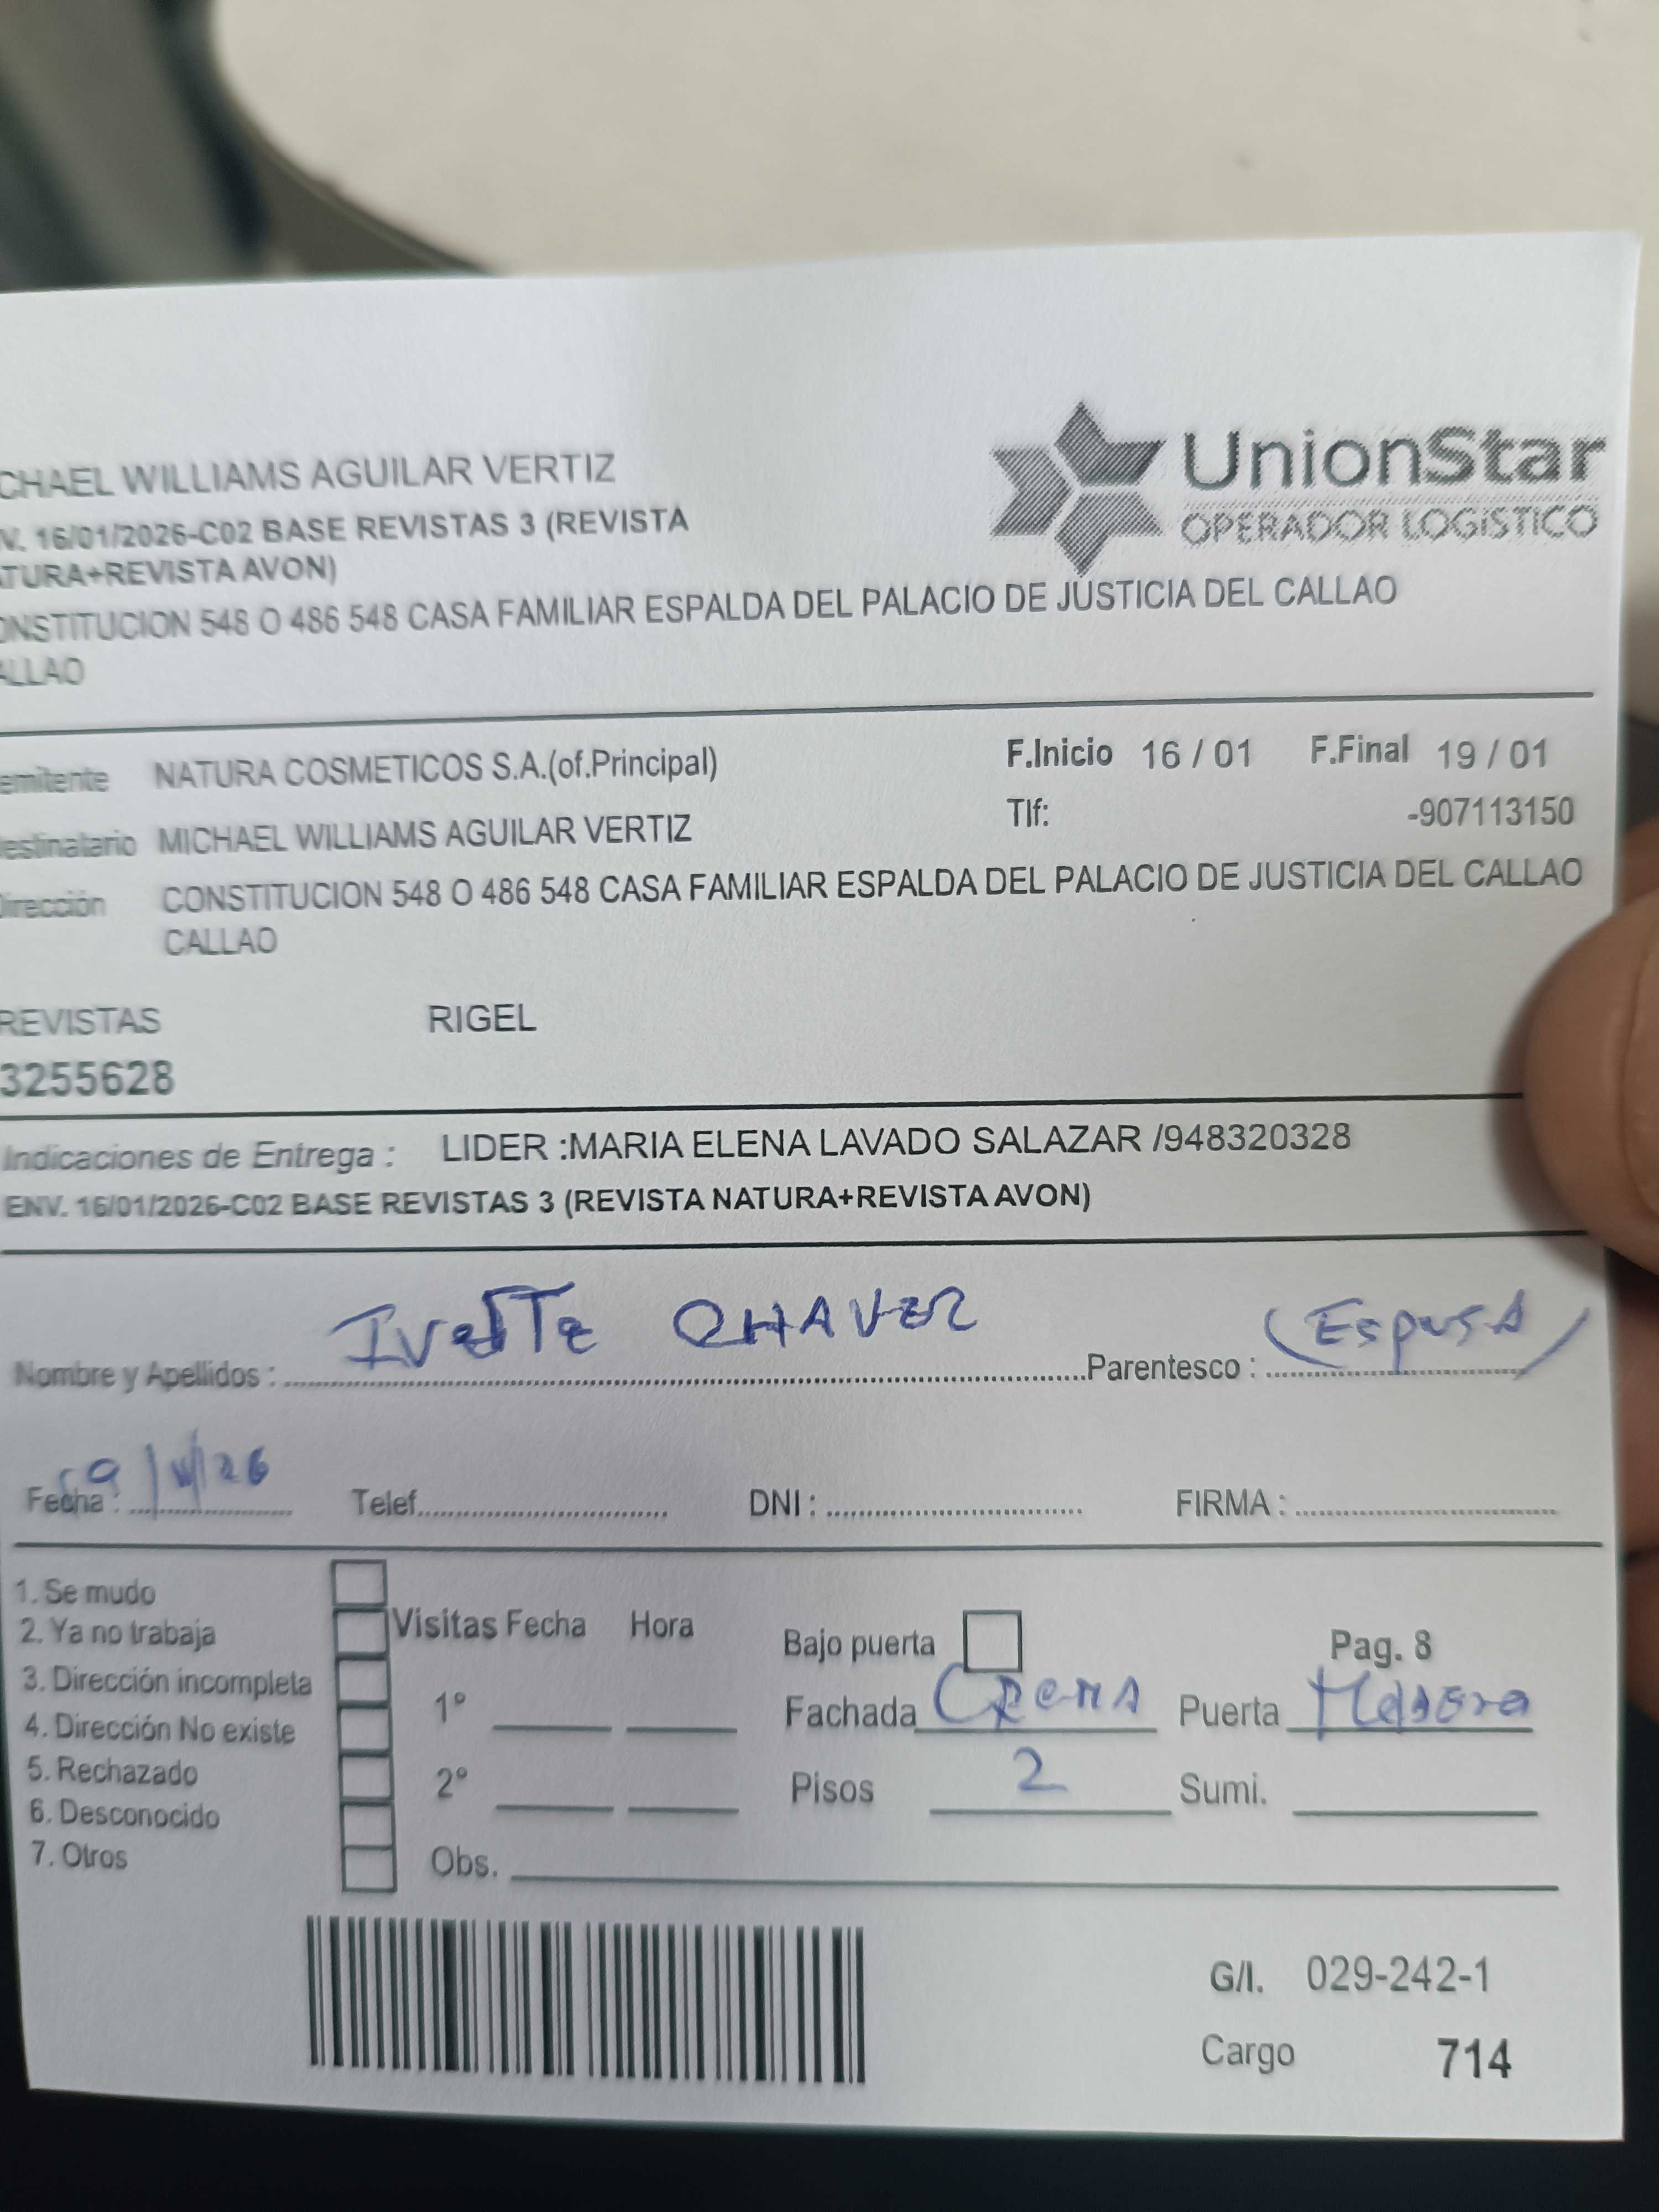 CHAEL WILLIAMS AGUILAR VERTIZ
V. 16/01/2026-C02 BASE REVISTAS 3 (REVISTA
TURA+REVISTA AVON)
ONSTITUCION 548 O 486 548 CASA FAMILIAR ESPALDA DEL PALACIO DE JUSTICIA DEL CALLAO
ALLAO
UnionStar
OPERADOR LOGíSTICO
emitente NATURA COSMETICOS S.A.(of.Principal) F.Inicio 16 / 01 F.Final 19 / 01
estinatario MICHAEL WILLIAMS AGUILAR VERTIZ Tlf: -907113150
irección CONSTITUCION 548 O 486 548 CASA FAMILIAR ESPALDA DEL PALACIO DE JUSTICIA DEL CALLAO
CALLAO
REVISTAS RIGEL
3255628
Indicaciones de Entrega : LIDER :MARIA ELENA LAVADO SALAZAR /948320328
ENV. 16/01/2026-C02 BASE REVISTAS 3 (REVISTA NATURA+REVISTA AVON)
Nombre y Apellidos : IveTTe CHAVEZ Parentesco : (EsposA)
Fecha : Telef. DNI : FIRMA :
1. Se mudo
2. Ya no trabaja
3. Dirección incompleta
4. Dirección No existe
5. Rechazado
6. Desconocido
7. Otros
Visitas Fecha Hora
1º
2º
Obs.
Bajo puerta Pag. 8
Fachada CremA Puerta Madera
Pisos 2 Sumi.
G/I. 029-242-1
Cargo 714